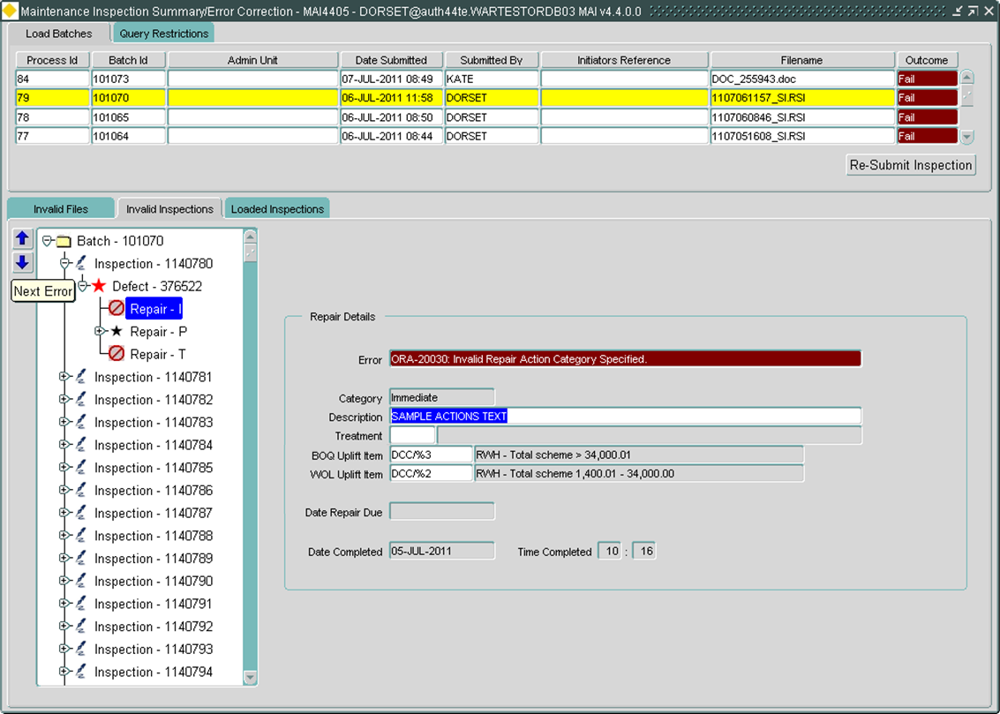 Maintenance Inspection Summary/Error Correction - MAI4405 - DORSET@auth44te.WARTESTORDB03 MAI v4.4.0.0
Load Batches Query Restrictions
Process Id Batch Id Admin Unit Date Submitted Submitted By Initiators Reference Filename Outcome
84 101073 07-JUL-2011 08:49 KATE DOC_255943.doc Fail
79 101070 06-JUL-2011 11:58 DORSET 1107061157_SI.RSI Fail
78 101065 06-JUL-2011 08:50 DORSET 1107060846_SI.RSI Fail
77 101064 06-JUL-2011 08:44 DORSET 1107051608_SI.RSI Fail
Re-Submit Inspection
Invalid Files Invalid Inspections Loaded Inspections
Batch - 101070
Inspection - 1140780
Next Error
Defect - 376522
Repair - I
Repair - P
Repair - T
Inspection - 1140781
Inspection - 1140782
Inspection - 1140783
Inspection - 1140784
Inspection - 1140785
Inspection - 1140786
Inspection - 1140787
Inspection - 1140788
Inspection - 1140789
Inspection - 1140790
Inspection - 1140791
Inspection - 1140792
Inspection - 1140793
Inspection - 1140794
Repair Details
Error ORA-20030: Invalid Repair Action Category Specified.
Category Immediate
Description SAMPLE ACTIONS TEXT
Treatment
BOQ Uplift Item DCC/%3 RWH - Total scheme > 34,000.01
WOL Uplift Item DCC/%2 RWH - Total scheme 1,400.01 - 34,000.00
Date Repair Due
Date Completed 05-JUL-2011 Time Completed 10 : 16